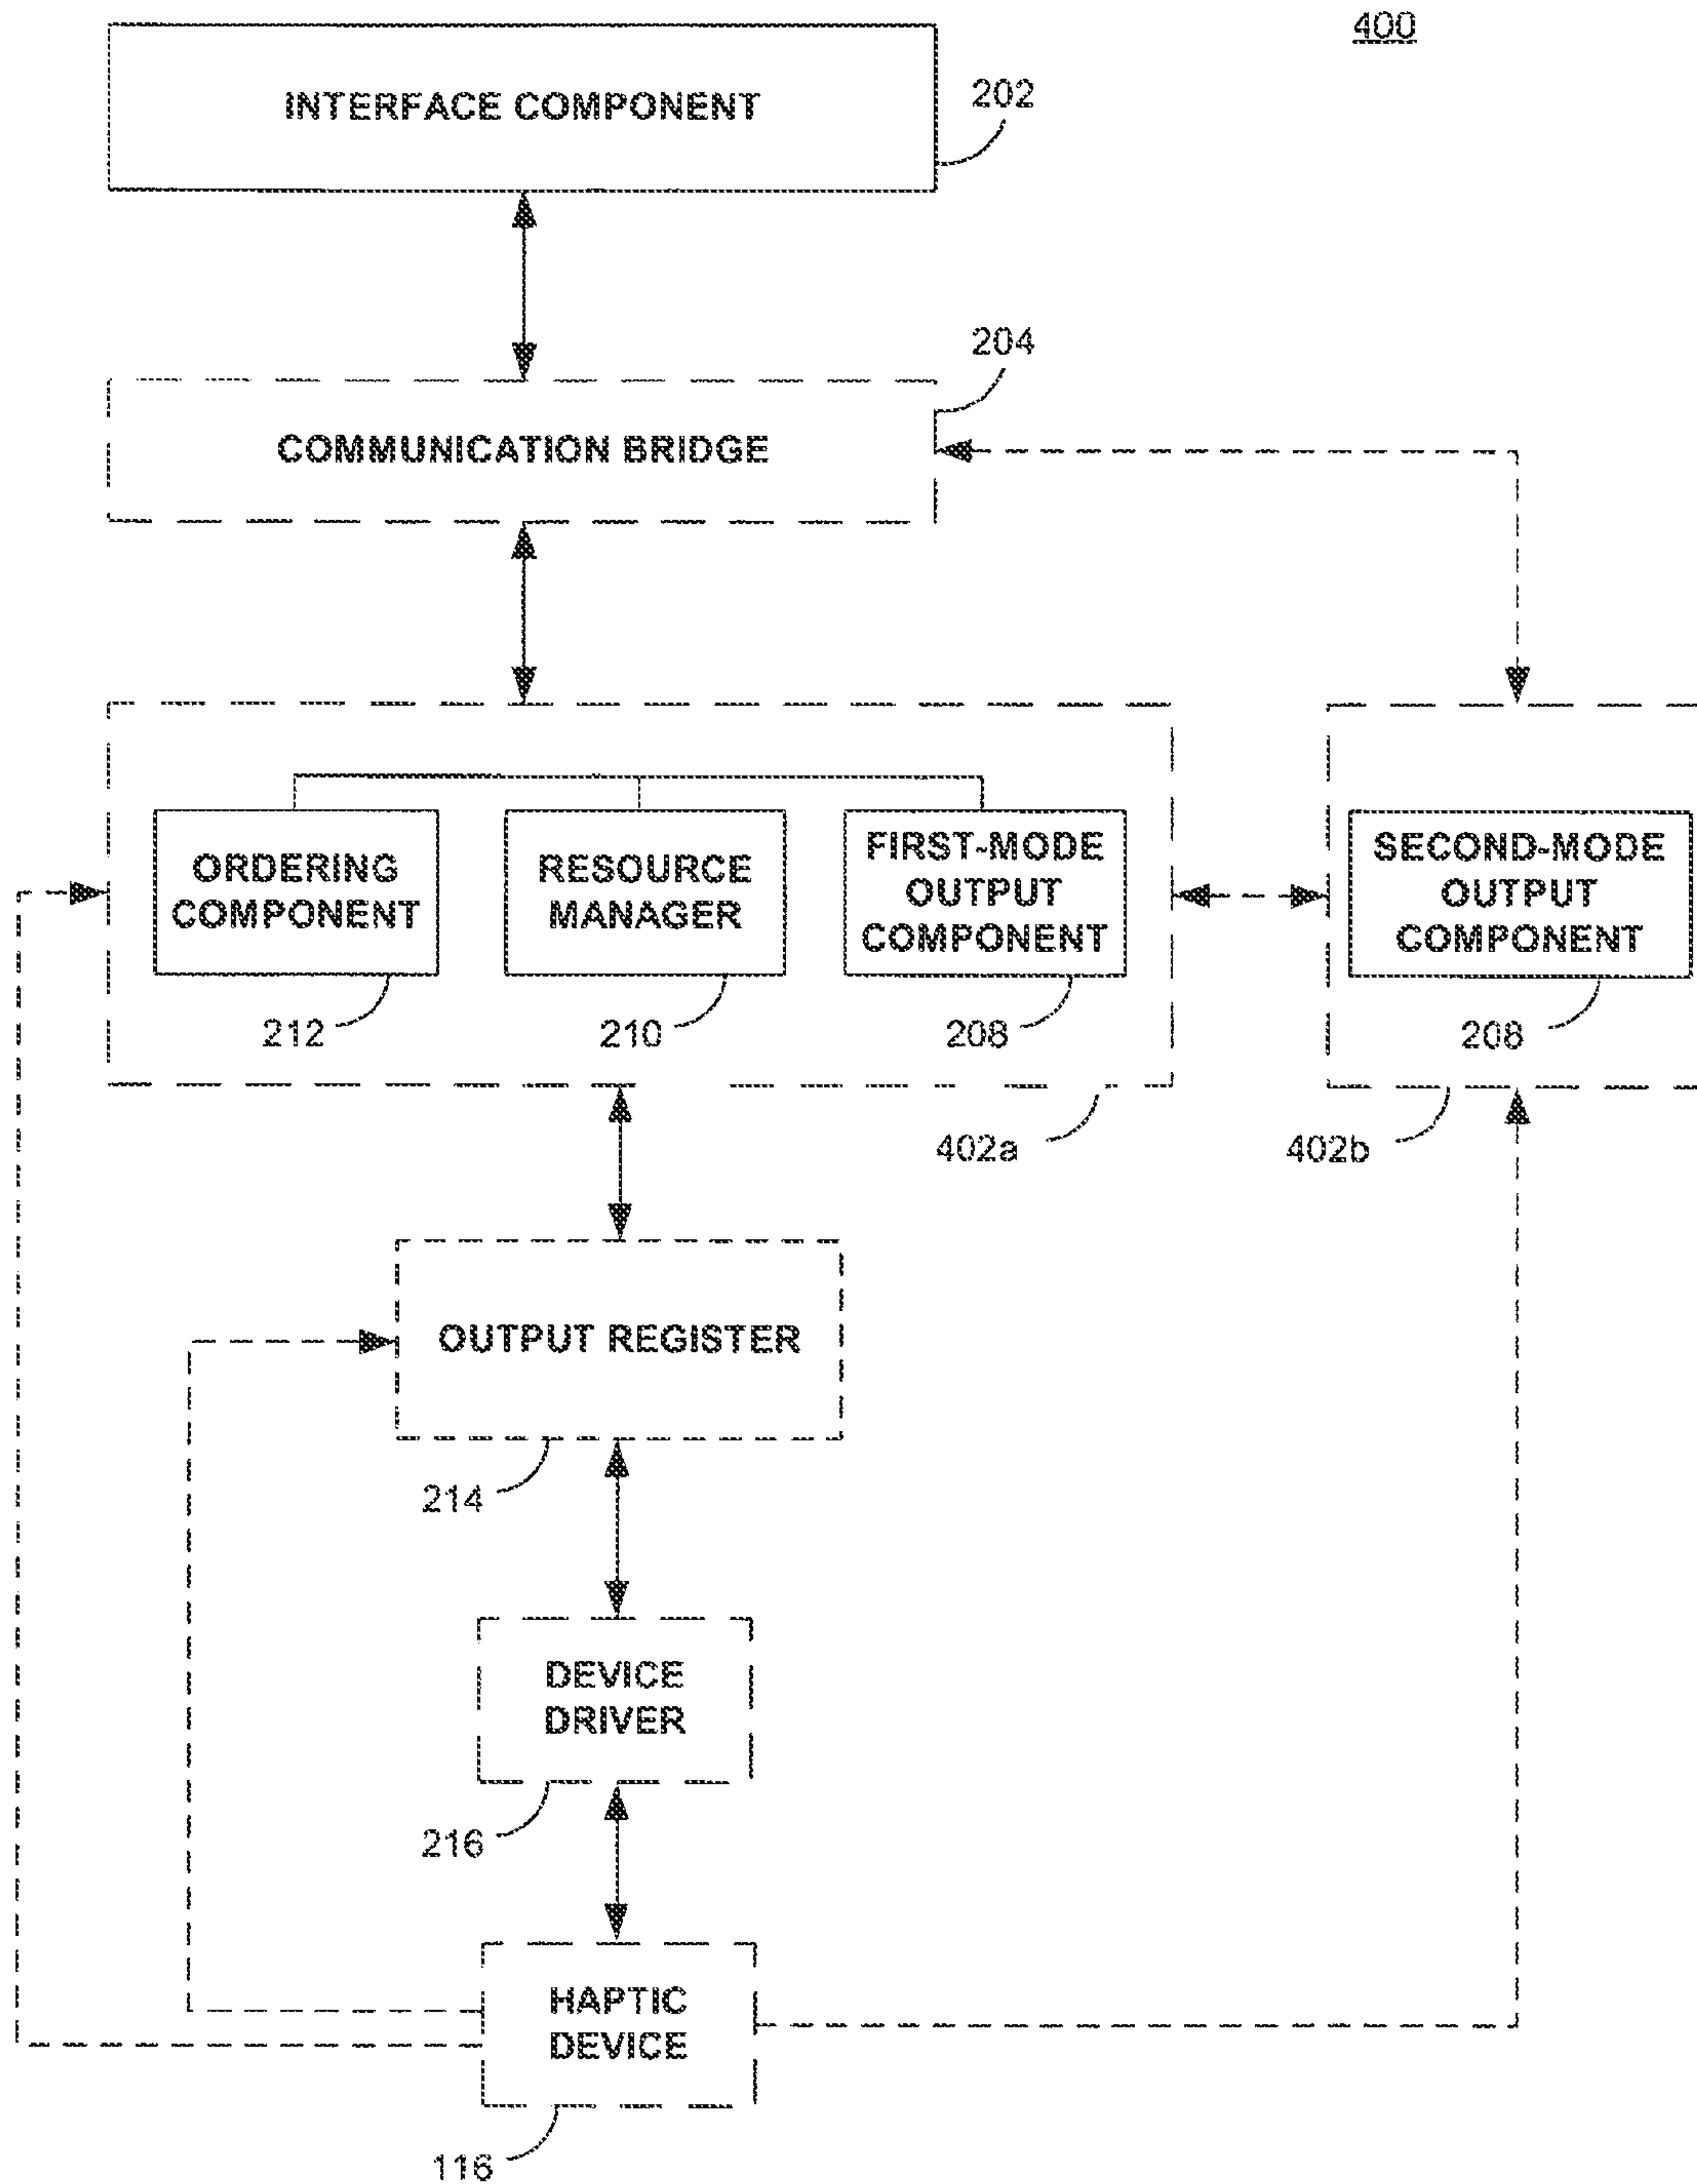 400
INTERFACE COMPONENT
202
204
COMMUNICATION BRIDGE
ORDERING
COMPONENT
212
RESOURCE
MANAGER
210
FIRST-MODE
OUTPUT
COMPONENT
208
SECOND-MODE
OUTPUT
COMPONENT
208
402a
402b
OUTPUT REGISTER
214
DEVICE
DRIVER
216
HAPTIC
DEVICE
116